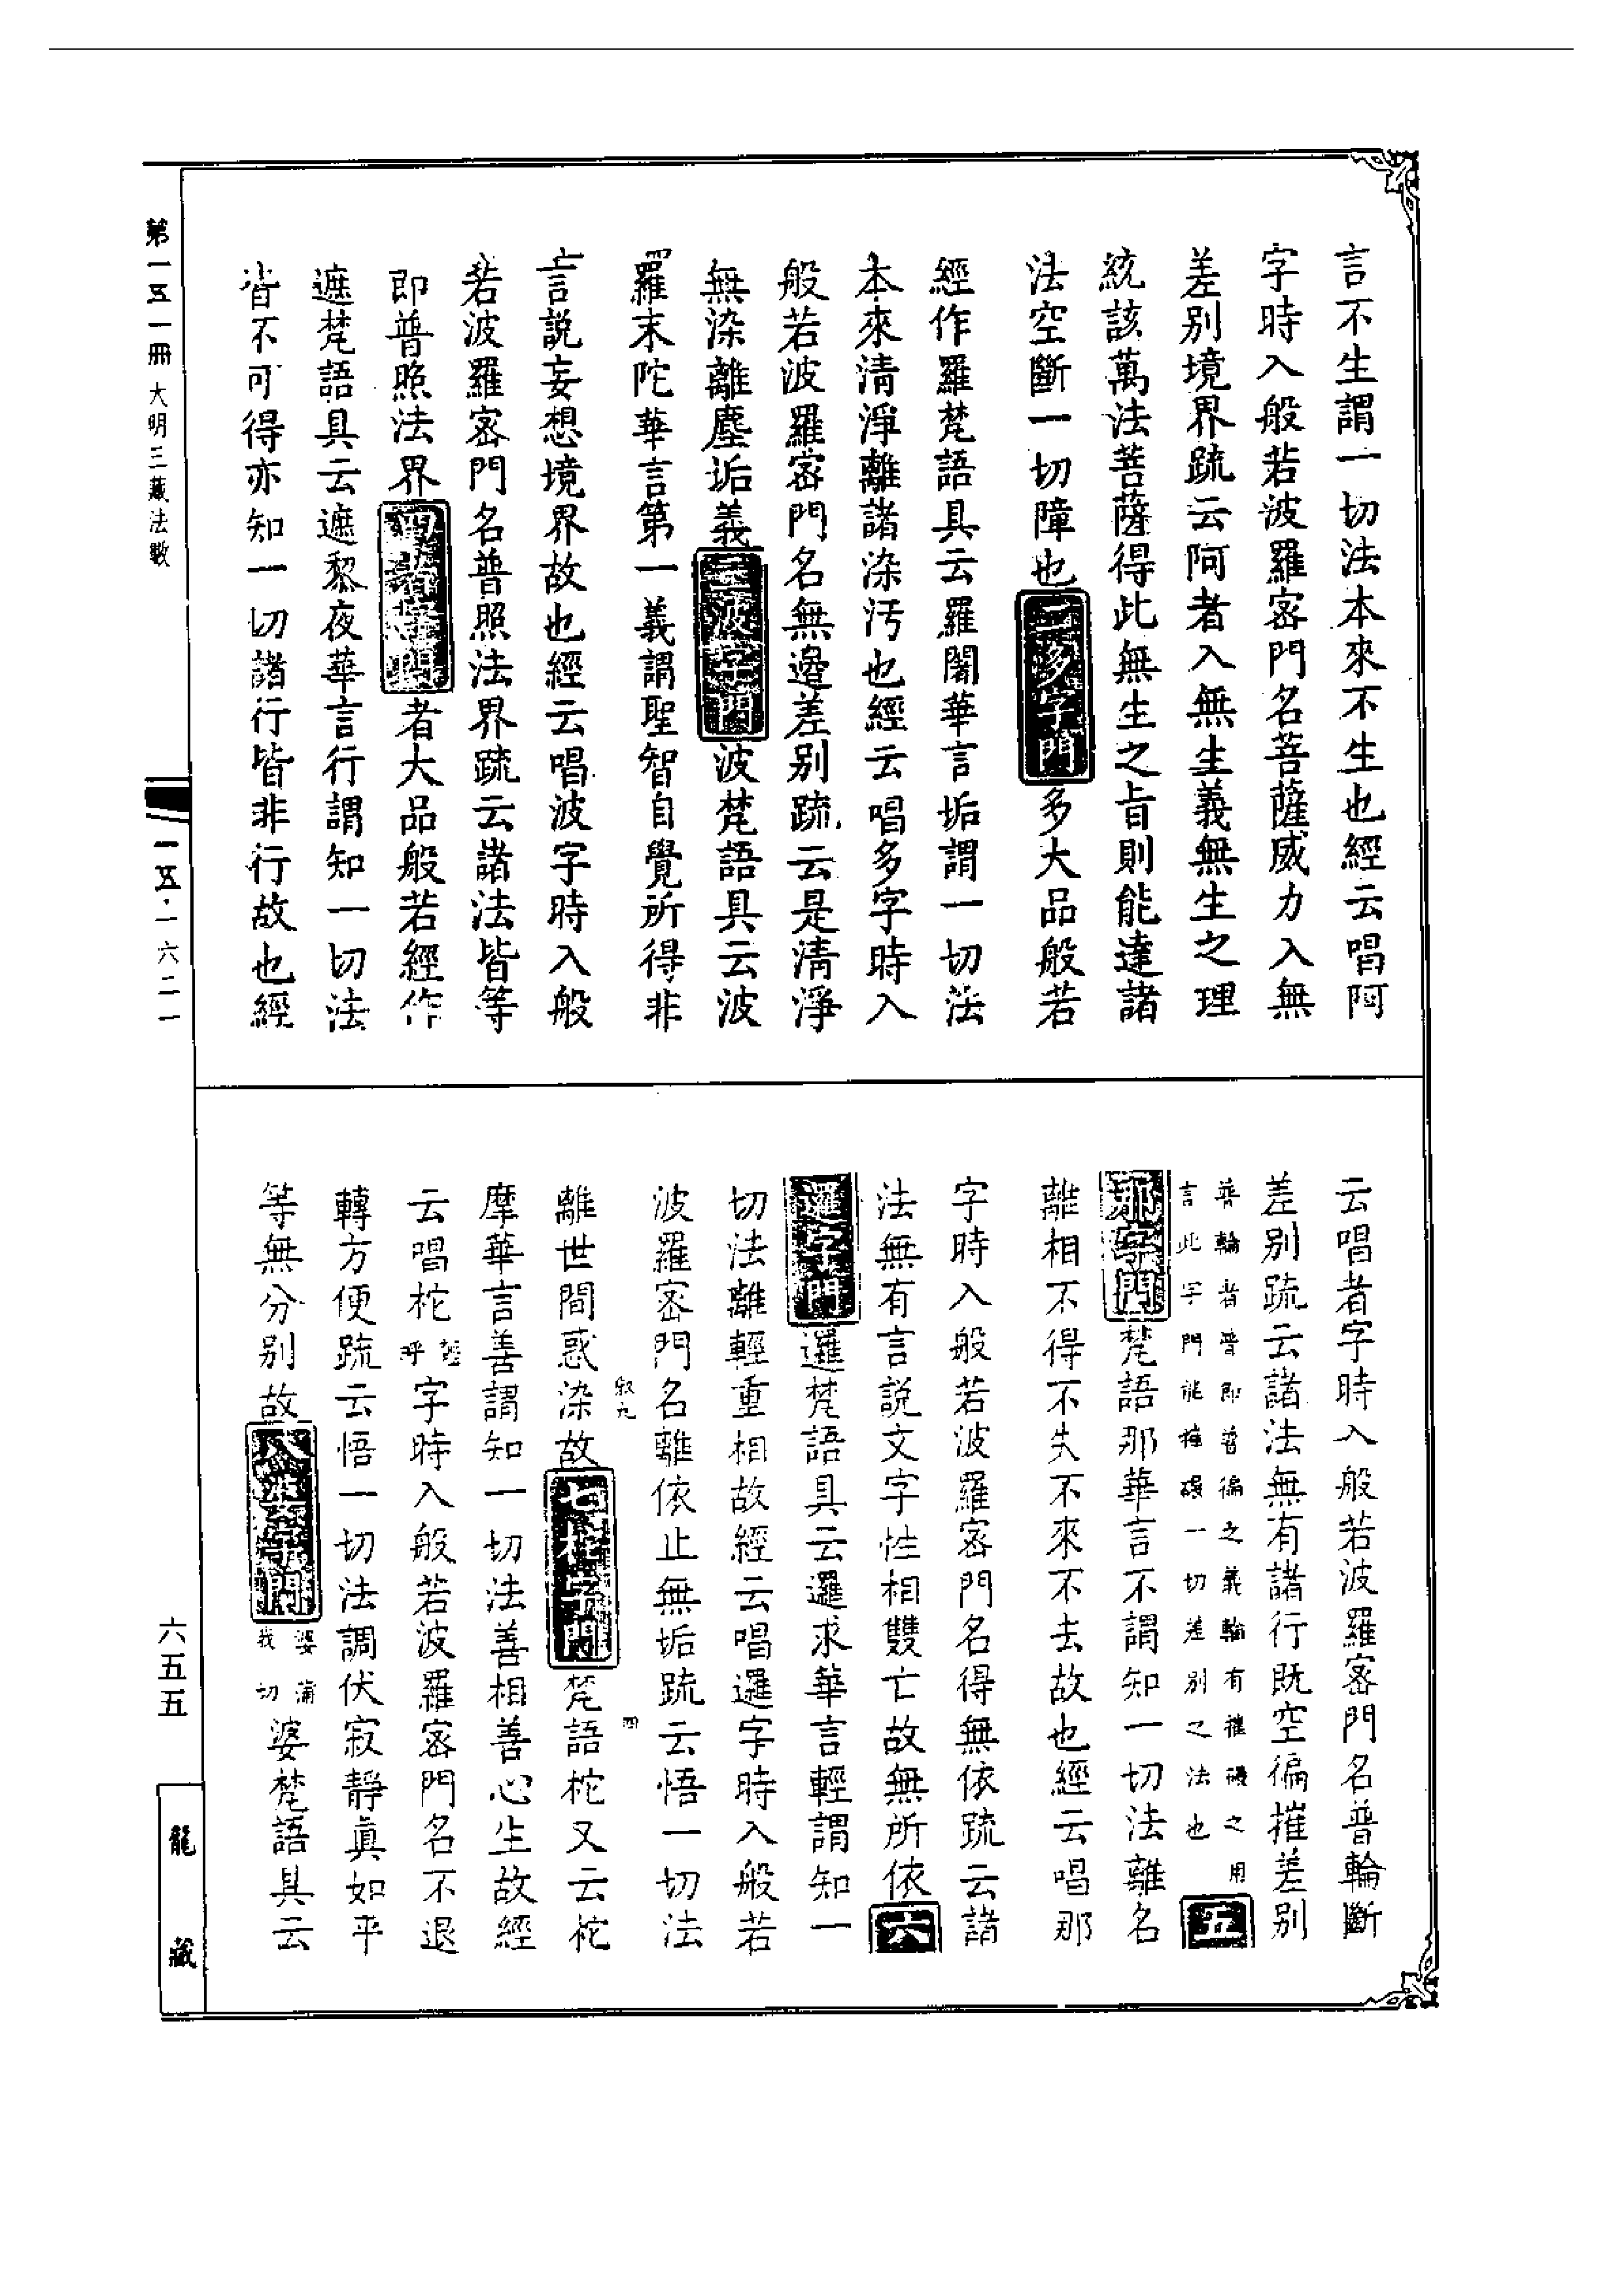 言不生謂一切法本來不生也經云唱阿
字時入般若波羅密門名菩薩威力入無
差别境界疏云阿者入無生義無生之理
統該萬法菩薩得此無生之旨則能達諸
法空斷一切障也二多字門多大品般若
經作羅梵語具云羅闍華言垢謂一切法
本來清淨離諸染汚也經云唱多字時入
般若波羅密門名無邊差别疏云是清淨
無染離塵垢義三波字門波梵語具云波
羅末陀華言第一義謂聖智自覺所得非
言說妄想境界故也經云唱波字時入般
若波羅密門名普照法界疏云諸法皆等
即普照法界四者字門者大品般若經作
遮梵語具云遮黎夜華言行謂知一切法
皆不可得亦知一切諸行皆非行故也經
云唱者字時入般若波羅密門名普輪斷
差别疏云諸法無有諸行既空徧摧差别
普輪者普即普徧之義輪有摧碾之用
言此字門能摧碾一切差别之法也五
那字門梵語那華言不謂知一切法離名
離相不得不失不來不去故也經云唱那
字時入般若波羅密門名得無依疏云諸
法無有言說文字性相雙亡故無所依六
邏字門邏梵語具云邏求華言輕謂知一
切法離輕重相故經云唱邏字時入般若
波羅密門名離依止無垢疏云悟一切法
離世間惑染故七柁字門梵語柁又云柁
摩華言善謂知一切法善相善心生故經
云唱柁字時入般若波羅密門名不退
轉方便疏云悟一切法調伏寂靜眞如平
等無分别故八婆字門婆蒲我切婆梵語具云
第一五一冊 大明三藏法數
一五·一六二一
六五五
龍藏